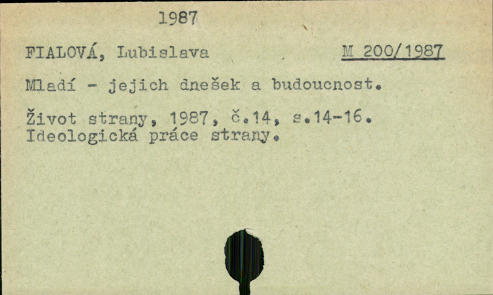 1987
FIALOVÁ, Lubislava M 200/1987
Mladí - jejich dnešek a budoucnost.
Život strany, 1987, č.14, s.14-16.
Ideologická práce strany.